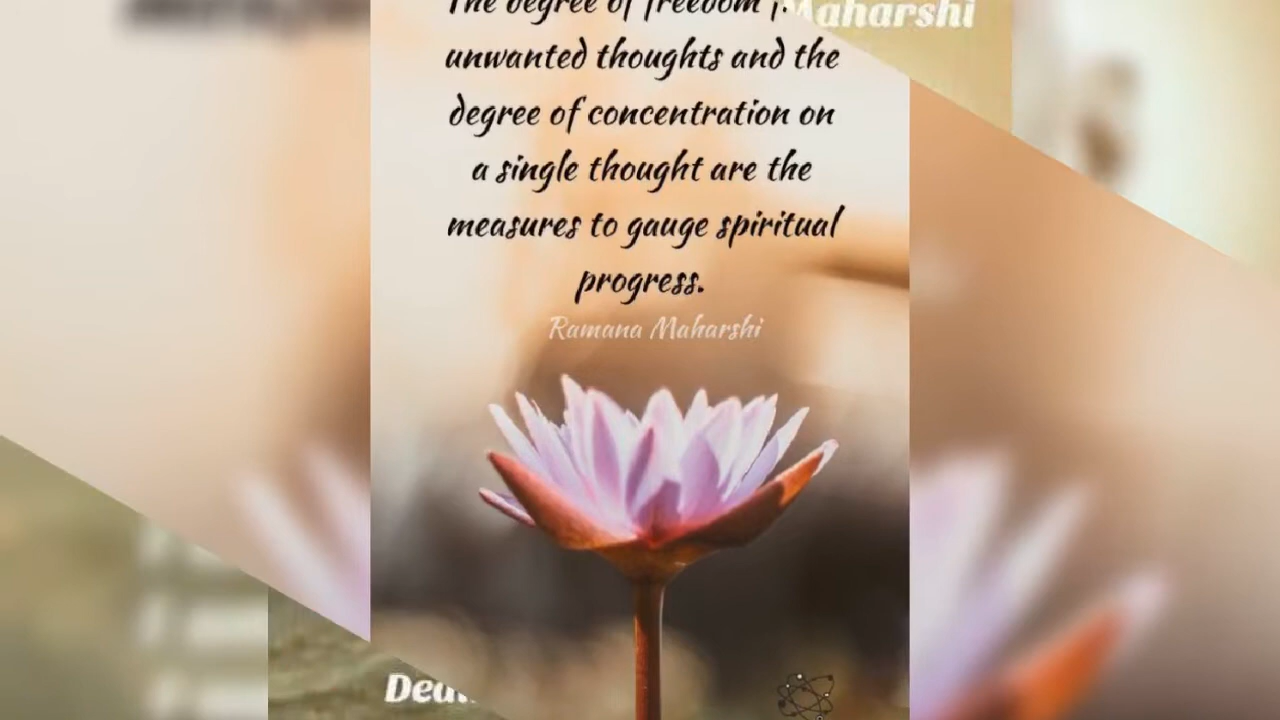 The degree of freedom
Maharshi
unwanted thoughts and the
degree of concentration on
a single thought are the
measures to gauge spiritual
progress.
Ramana Maharshi